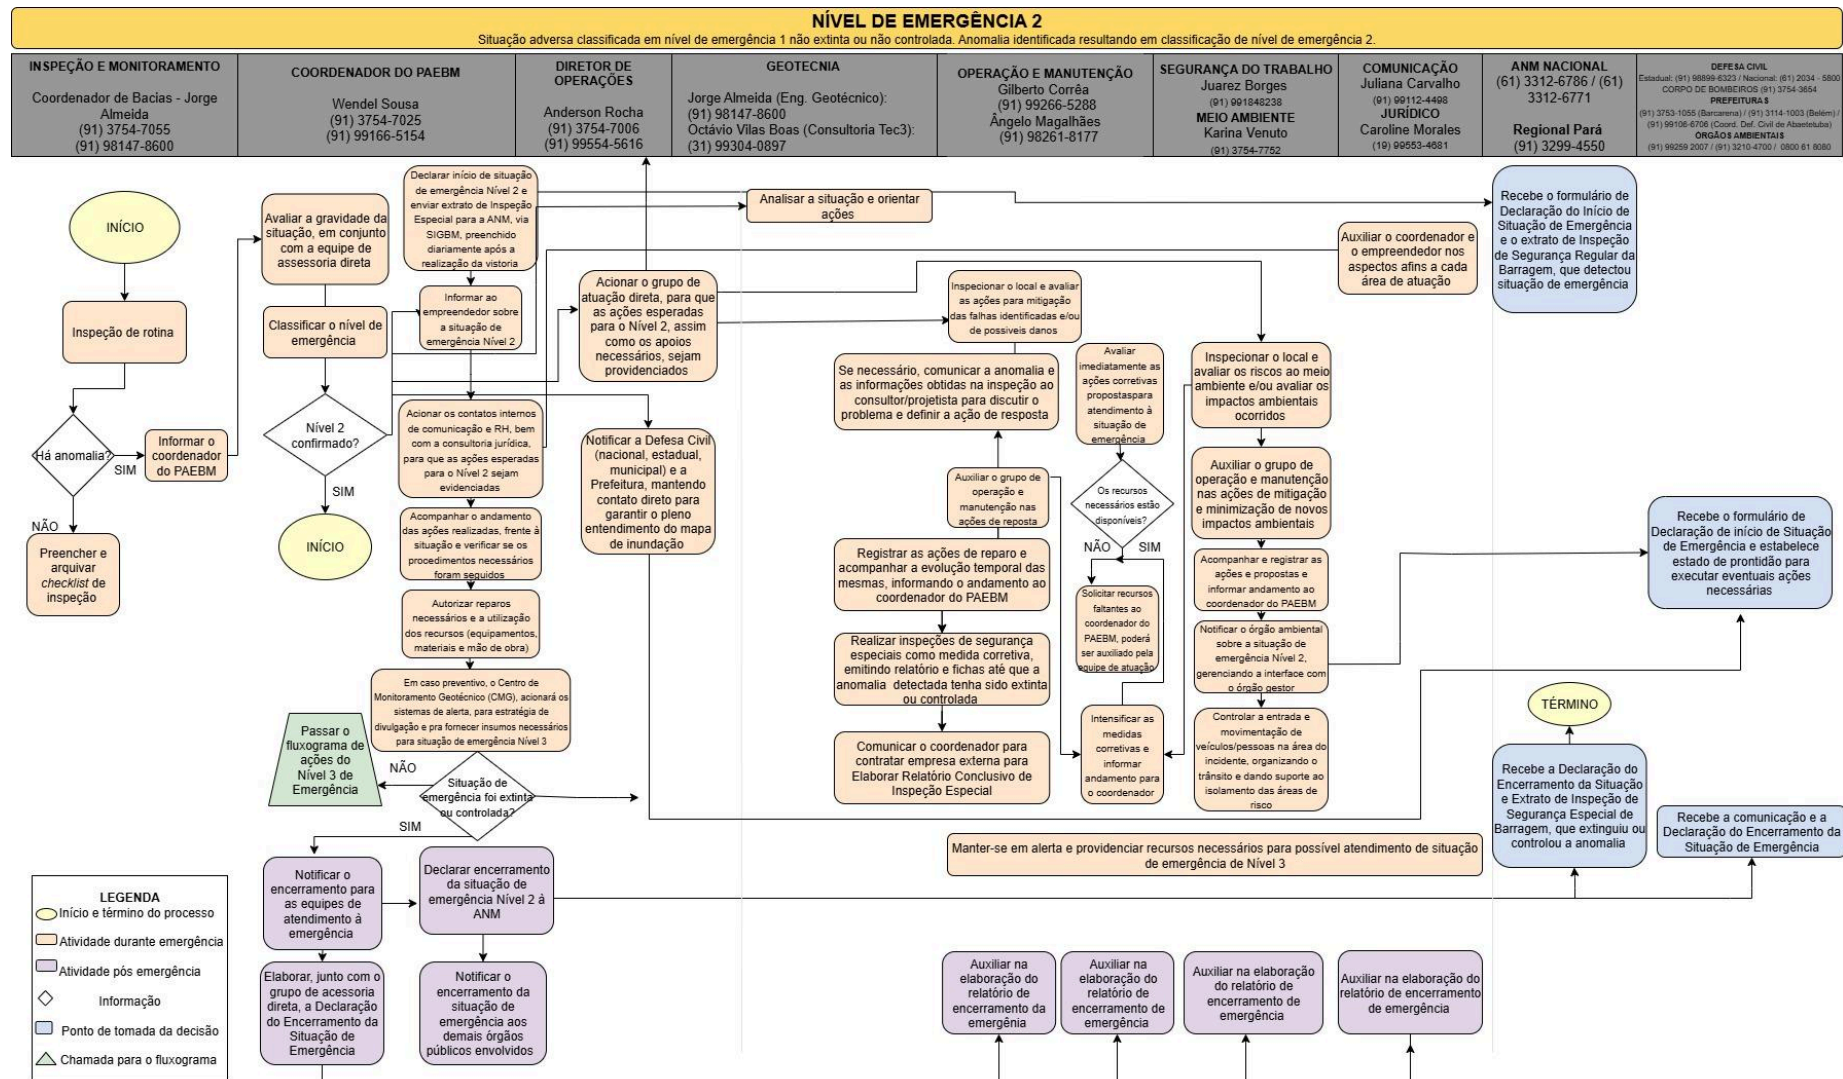 NÍVEL DE EMERGÊNCIA 2
Situação adversa classificada em nível de emergência 1 não extinta ou não controlada. Anomalia identificada resultando em classificação de nível de emergência 2.
INSPEÇÃO E MONITORAMENTO
Coordenador de Bacias - Jorge
Almeida
(91) 3754-7055
(91) 98147-8600
COORDENADOR DO PAEBM
Wendel Sousa
(91) 3754-7025
(91) 99166-5154
DIRETOR DE
OPERAÇÕES
Anderson Rocha
(91) 3754-7006
(91) 99554-5616
GEOTECNIA
Jorge Almeida (Eng. Geotécnico):
(91) 98147-8600
Octávio Vilas Boas (Consultoria Tec3):
(31) 99304-0897
OPERAÇÃO E MANUTENÇÃO
Gilberto Corrêa
(91) 99266-5288
Ângelo Magalhães
(91) 98261-8177
SEGURANÇA DO TRABALHO
Juarez Borges
(91) 991848238
MEIO AMBIENTE
Karina Venuto
(91) 3754-7752
COMUNICAÇÃO
Juliana Carvalho
(91) 99112-4498
JURÍDICO
Caroline Morales
(19) 99553-4681
ANM NACIONAL
(61) 3312-6786 / (61)
3312-6771
Regional Pará
(91) 3299-4550
DEFESA CIVIL
Estadual: (91) 98899-6323 / Nacional: (61) 2034 - 5800
CORPO DE BOMBEIROS (91) 3754-3654
PREFEITURAS
(91) 3753-1055 (Barcarena) / (91) 3114-1003 (Belém) /
(91) 99106-6706 (Coord. Def. Civil de Abaetetuba)
ÓRGÃOS AMBIENTAIS
(91) 99259 2007 / (91) 3210-4700 / 0800 61 8080
INÍCIO
Inspeção de rotina
Há anomalia?
SIM
NÃO
Informar o
coordenador
do PAEBM
Preencher e
arquivar
checklist de
inspeção
Avaliar a gravidade da
situação, em conjunto
com a equipe de
assessoria direta
Classificar o nível de
emergência
Nível 2
confirmado?
SIM
INÍCIO
Declarar início de situação
de emergência Nível 2 e
enviar extrato de Inspeção
Especial para a ANM, via
SIGBM, preenchido
diariamente após a
realização da vistoria
Informar ao
empreendedor sobre
a situação de
emergência Nível 2
Acionar os contatos internos
de comunicação e RH, bem
com a consultoria jurídica,
para que as ações esperadas
para o Nível 2 sejam
evidenciadas
Acompanhar o andamento
das ações realizadas, frente à
situação e verificar se os
procedimentos necessários
foram seguidos
Autorizar reparos
necessários e a utilização
dos recursos (equipamentos,
materiais e mão de obra)
Em caso preventivo, o Centro de
Monitoramento Geotécnico (CMG), acionará os
sistemas de alerta, para estratégia de
divulgação e pra fornecer insumos necessários
para situação de emergência Nível 3
Situação de
emergência foi extinta
ou controlada?
NÃO
SIM
Passar o
fluxograma de
ações do
Nível 3 de
Emergência
Notificar o
encerramento para
as equipes de
atendimento à
emergência
Declarar encerramento
da situação de
emergência Nível 2 à
ANM
Elaborar, junto com o
grupo de acessoria
direta, a Declaração
do Encerramento da
Situação de
Emergência
Notificar o
encerramento da
situação de
emergência aos
demais órgãos
públicos envolvidos
Acionar o grupo de
atuação direta, para que
as ações esperadas
para o Nível 2, assim
como os apoios
necessários, sejam
providenciados
Notificar a Defesa Civil
(nacional, estadual,
municipal) e a
Prefeitura, mantendo
contato direto para
garantir o pleno
entendimento do mapa
de inundação
Analisar a situação e orientar
ações
Inspecionar o local e avaliar
as ações para mitigação
das falhas identificadas e/ou
de possiveis danos
Se necessário, comunicar a anomalia e
as informações obtidas na inspeção ao
consultor/projetista para discutir o
problema e definir a ação de resposta
Auxiliar o grupo de
operação e
manutenção nas
ações de reposta
Registrar as ações de reparo e
acompanhar a evolução temporal das
mesmas, informando o andamento ao
coordenador do PAEBM
Realizar inspeções de segurança
especiais como medida corretiva,
emitindo relatório e fichas até que a
anomalia detectada tenha sido extinta
ou controlada
Comunicar o coordenador para
contratar empresa externa para
Elaborar Relatório Conclusivo de
Inspeção Especial
Avaliar
imediatamente as
ações corretivas
propostaspara
atendimento à
situação de
emergência
Os recursos
necessários estão
disponíveis?
NÃO
SIM
Solicitar recursos
faltantes ao
coordenador do
PAEBM, poderá
ser auxiliado pela
equipe de atuação
Intensificar as
medidas
corretivas e
informar
andamento para
o coordenador
Inspecionar o local e
avaliar os riscos ao meio
ambiente e/ou avaliar os
impactos ambientais
ocorridos
Auxiliar o grupo de
operação e manutenção
nas ações de mitigação
e minimização de novos
impactos ambientais
Acompanhar e registrar as
ações e propostas e
informar andamento ao
coordenador do PAEBM
Notificar o órgão ambiental
sobre a situação de
emergência Nível 2,
gerenciando a interface com
o órgão gestor
Controlar a entrada e
movimentação de
veículos/pessoas na área do
incidente, organizando o
trânsito e dando suporte ao
isolamento das áreas de
risco
Manter-se em alerta e providenciar recursos necessários para possível atendimento de situação
de emergência de Nível 3
Auxiliar o coordenador e
o empreendedor nos
aspectos afins a cada
área de atuação
Recebe o formulário de
Declaração do Início de
Situação de Emergência
e o extrato de Inspeção
de Segurança Regular da
Barragem, que detectou
situação de emergência
Recebe o formulário de
Declaração de início de Situação
de Emergência e estabelece
estado de prontidão para
executar eventuais ações
necessárias
TÉRMINO
Recebe a Declaração do
Encerramento da Situação
e Extrato de Inspeção de
Segurança Especial de
Barragem, que extinguiu ou
controlou a anomalia
Recebe a comunicação e a
Declaração do Encerramento da
Situação de Emergência
Auxiliar na
elaboração do
relatório de
encerramento da
emergênia
Auxiliar na
elaboração do
relatório de
encerramento de
emergência
Auxiliar na elaboração
do relatório de
encerramento de
emergência
Auxiliar na elaboração do
relatório de encerramento
de emergência
LEGENDA
Início e término do processo
Atividade durante emergência
Atividade pós emergência
Informação
Ponto de tomada da decisão
Chamada para o fluxograma